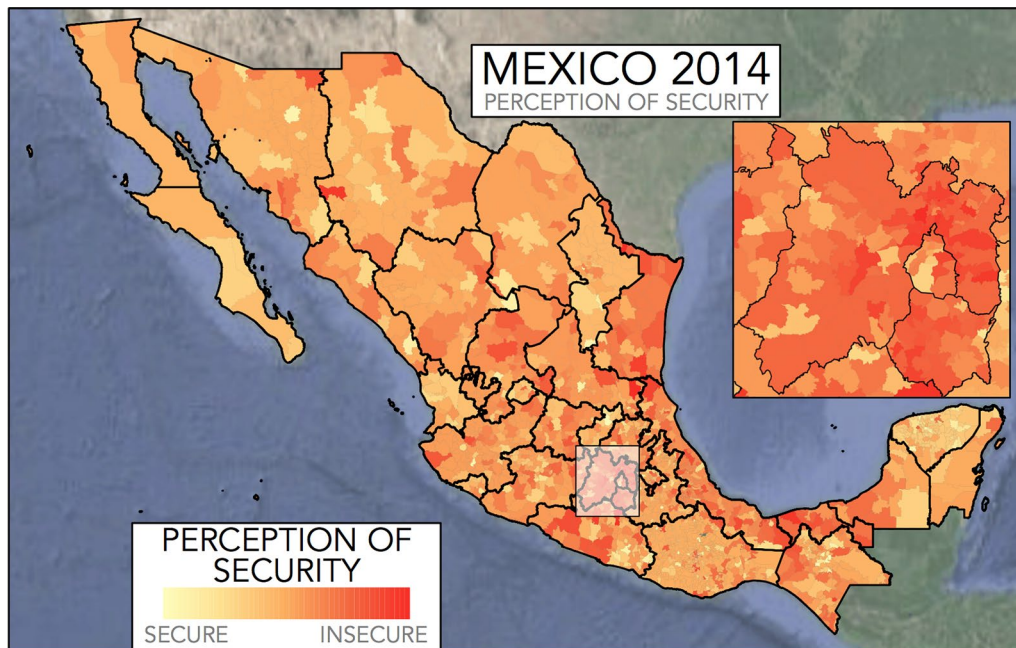 MEXICO 2014
PERCEPTION OF SECURITY
PERCEPTION OF
SECURITY
SECURE INSECURE